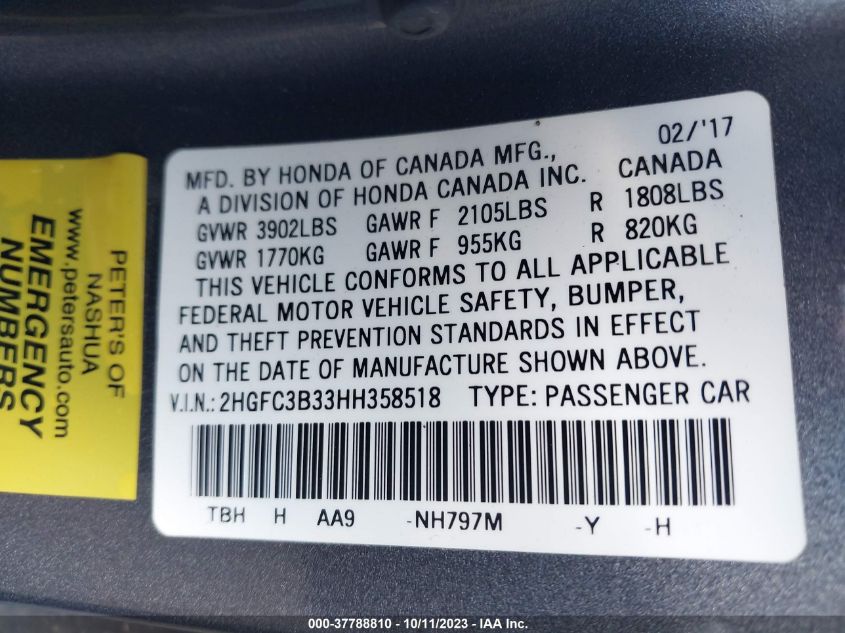 02/'17
MFD. BY HONDA OF CANADA MFG.,
A DIVISION OF HONDA CANADA INC. CANADA
GVWR 3902LBS GAWR F 2105LBS R 1808LBS
GVWR 1770KG GAWR F 955KG R 820KG
THIS VEHICLE CONFORMS TO ALL APPLICABLE
FEDERAL MOTOR VEHICLE SAFETY, BUMPER,
AND THEFT PREVENTION STANDARDS IN EFFECT
ON THE DATE OF MANUFACTURE SHOWN ABOVE.
V.I.N.: 2HGFC3B33HH358518 TYPE: PASSENGER CAR
TBH H AA9 -NH797M -Y -H
PETER'S OF
NASHUA
www.petersauto.com
EMERGENCY
NUMBERS
000-37788810 - 10/11/2023 - IAA Inc.